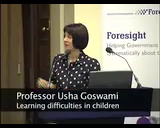 Foresight
Helping Government
Professor Usha Goswami
Learning difficulties in children